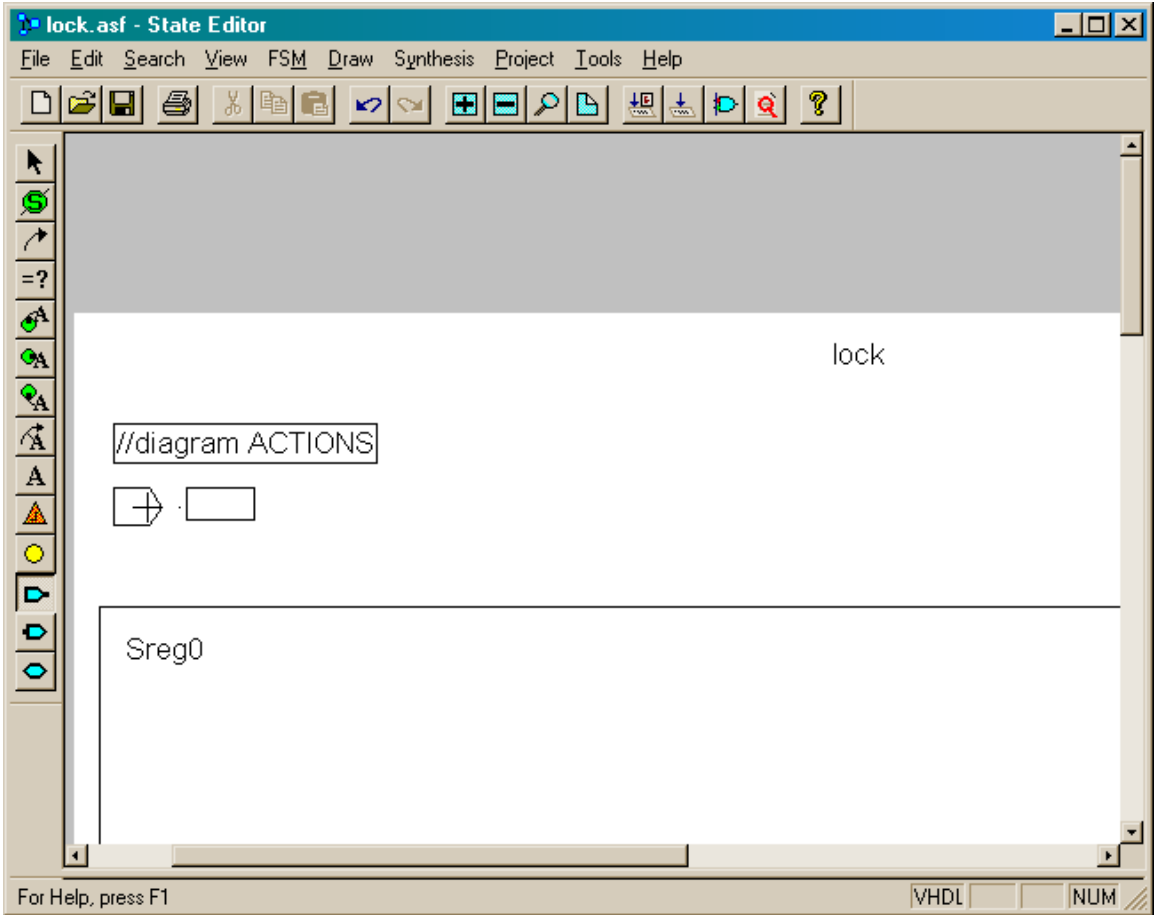 lock.asf - State Editor
File Edit Search View FSM Draw Synthesis Project Tools Help
S
=?
A
A
A
A
A
lock
//diagram ACTIONS
Sreg0
For Help, press F1 VHDL NUM